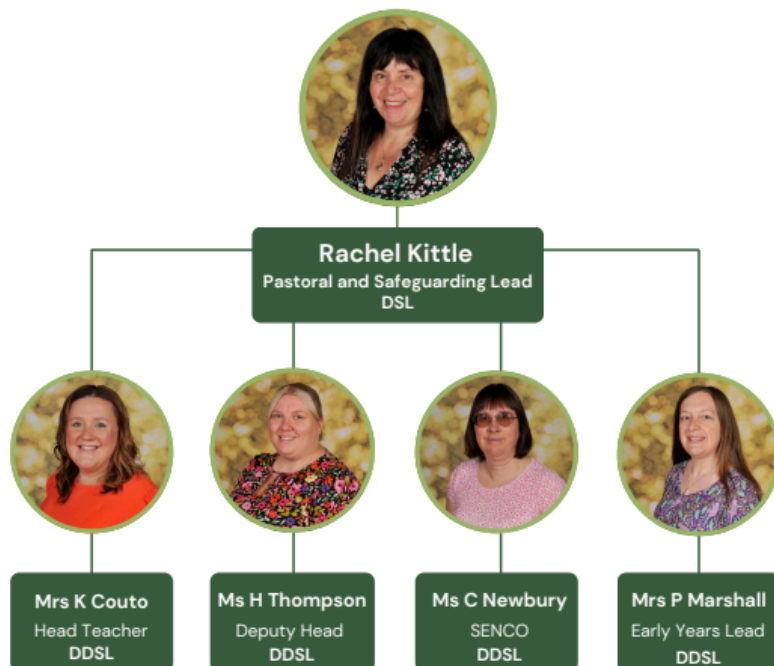 Rachel Kittle
Pastoral and Safeguarding Lead
DSL
Mrs K Couto
Head Teacher
DDSL
Ms H Thompson
Deputy Head
DDSL
Ms C Newbury
SENCO
DDSL
Mrs P Marshall
Early Years Lead
DDSL